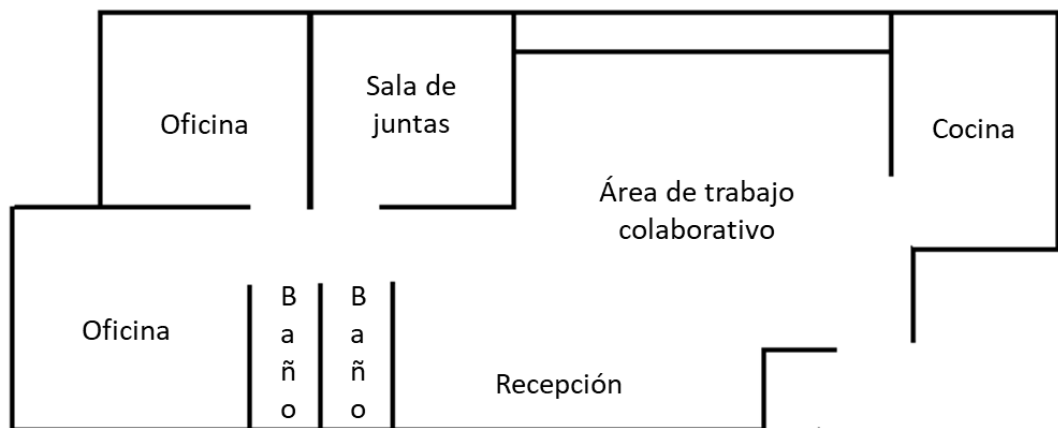 Oficina
Sala de
juntas
Cocina
Área de trabajo
colaborativo
Oficina
B
a
ñ
o
B
a
ñ
o
Recepción